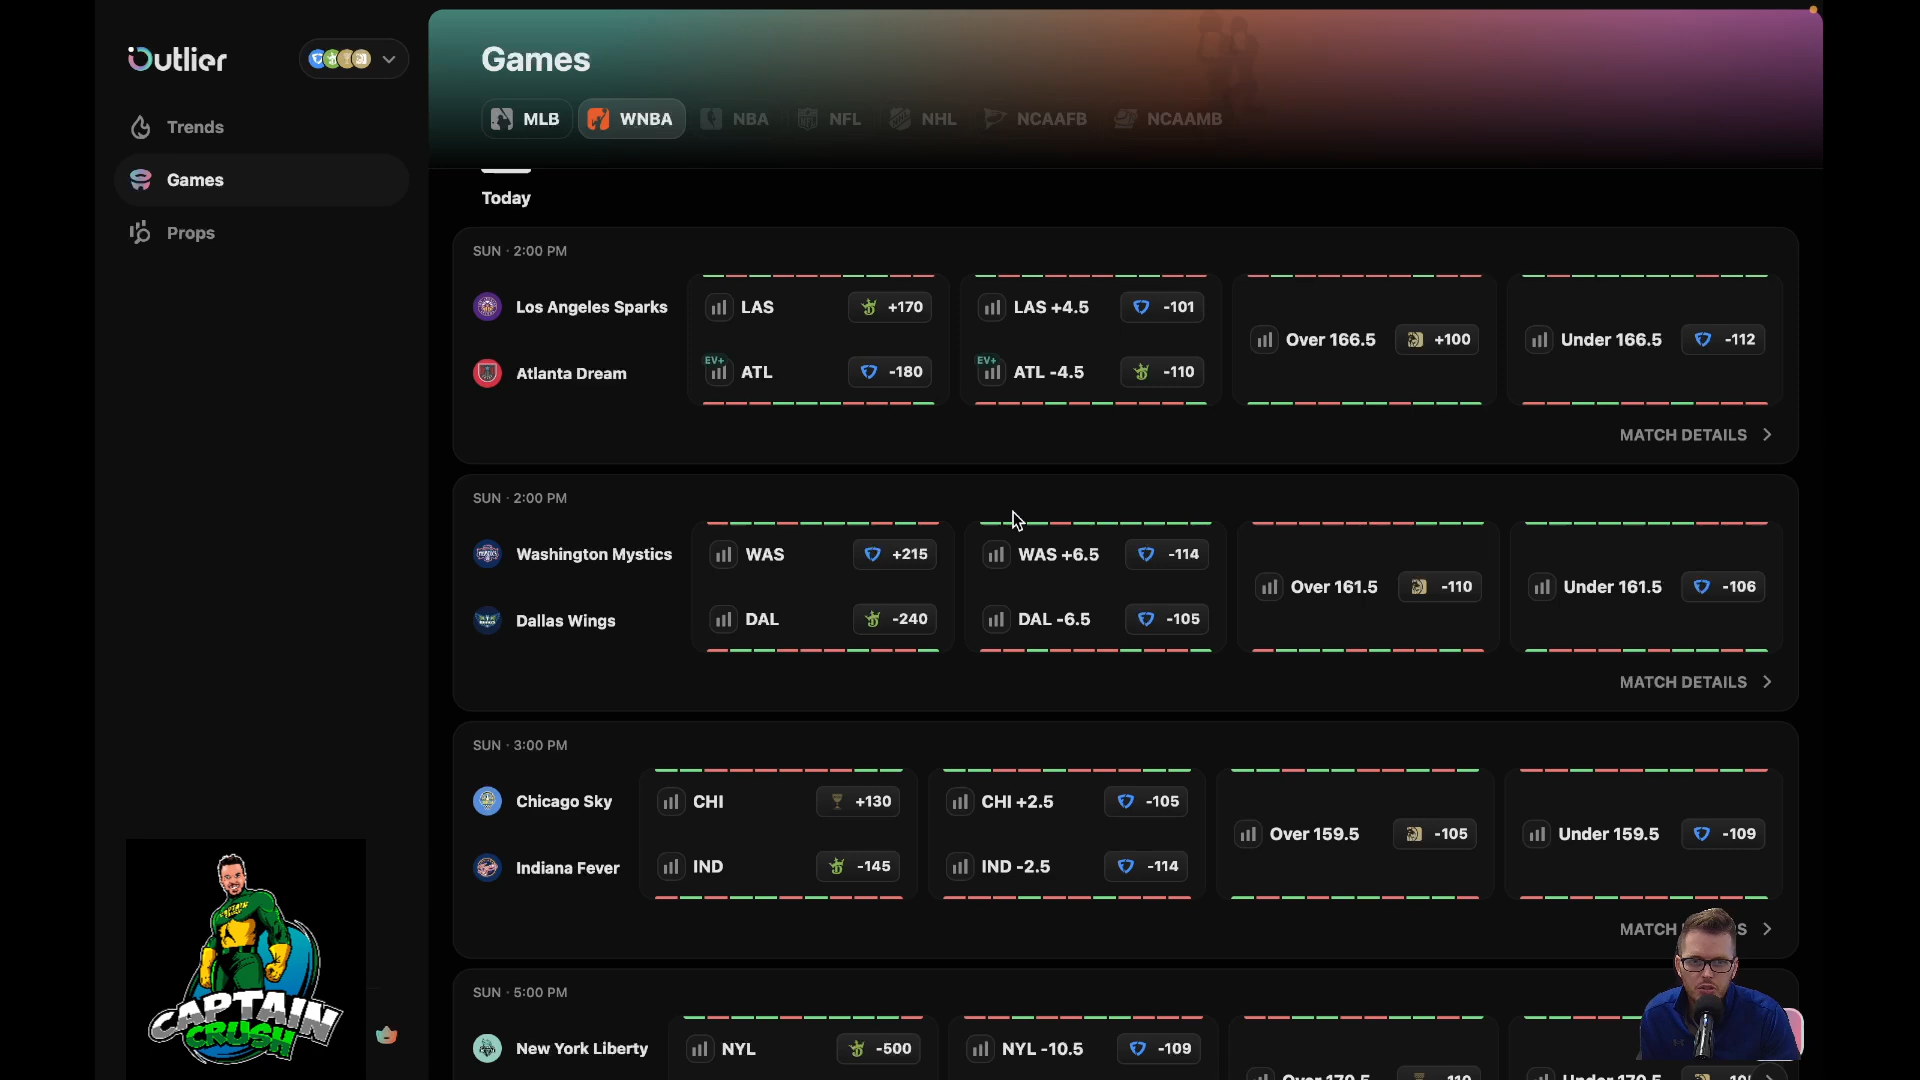 Outlier
Games
MLB WNBA NBA NFL NHL NCAAFB NCAAMB
Trends
Games
Props
Today
SUN · 2:00 PM
Los Angeles Sparks LAS +170 LAS +4.5 -101
Over 166.5 +100 Under 166.5 -112
EV+ EV+
Atlanta Dream ATL -180 ATL -4.5 -110
MATCH DETAILS
SUN · 2:00 PM
Washington Mystics WAS +215 WAS +6.5 -114
Over 161.5 -110 Under 161.5 -106
Dallas Wings DAL -240 DAL -6.5 -105
MATCH DETAILS
SUN · 3:00 PM
Chicago Sky CHI +130 CHI +2.5 -105
Over 159.5 -105 Under 159.5 -109
Indiana Fever IND -145 IND -2.5 -114
MATCH
SUN · 5:00 PM
New York Liberty NYL -500 NYL -10.5 -109
CAPTAIN
CRUSH